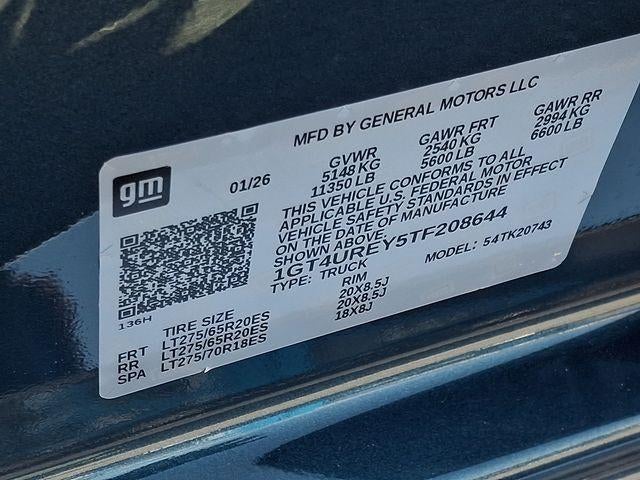 MFD BY GENERAL MOTORS LLC
gm
01/26
GVWR GAWR FRT GAWR RR
5148 KG 2540 KG 2994 KG
11350 LB 5600 LB 6600 LB
THIS VEHICLE CONFORMS TO ALL
APPLICABLE U.S. FEDERAL MOTOR
VEHICLE SAFETY STANDARDS IN EFFECT
ON THE DATE OF MANUFACTURE
SHOWN ABOVE.
1GT4UREY5TF208644
TYPE: TRUCK MODEL: 54TK20743
136H
TIRE SIZE RIM
FRT LT275/65R20ES 20X8.5J
RR LT275/65R20ES 20X8.5J
SPA LT275/70R18ES 18X8J